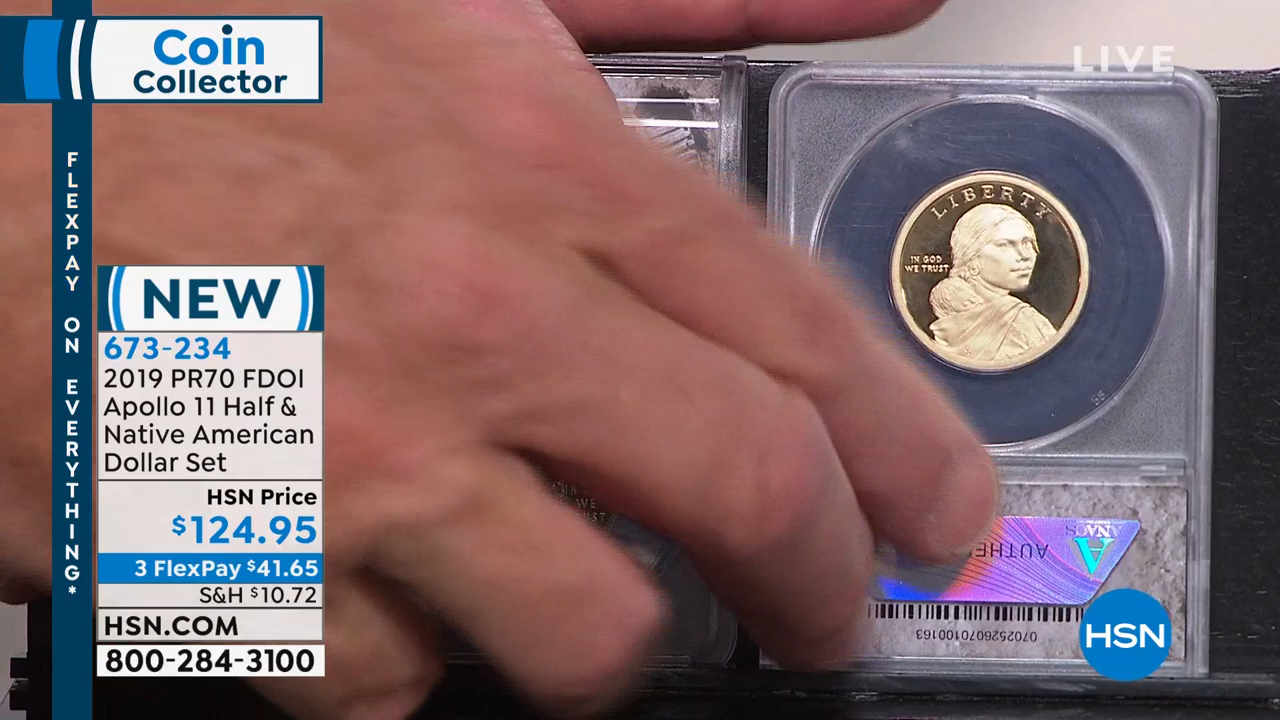 Coin
Collector
LIVE
FLEXPAY ON EVERYTHING*
NEW
673-234
2019 PR70 FDOI
Apollo 11 Half &
Native American
Dollar Set
HSN Price
$124.95
3 FlexPay $41.65
S&H $10.72
HSN.COM
800-284-3100
LIBERTY
IN GOD
WE TRUST
ANACS
0702526070100163
HSN